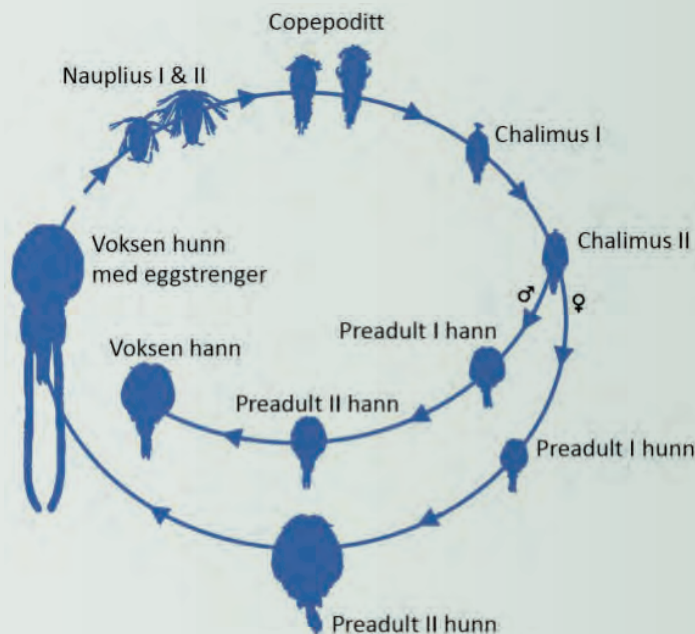 Copepoditt
Nauplius I & II
Chalimus I
Voksen hunn
med eggstrenger
Chalimus II
♂
♀
Preadult I hann
Voksen hann
Preadult II hann
Preadult I hunn
Preadult II hunn